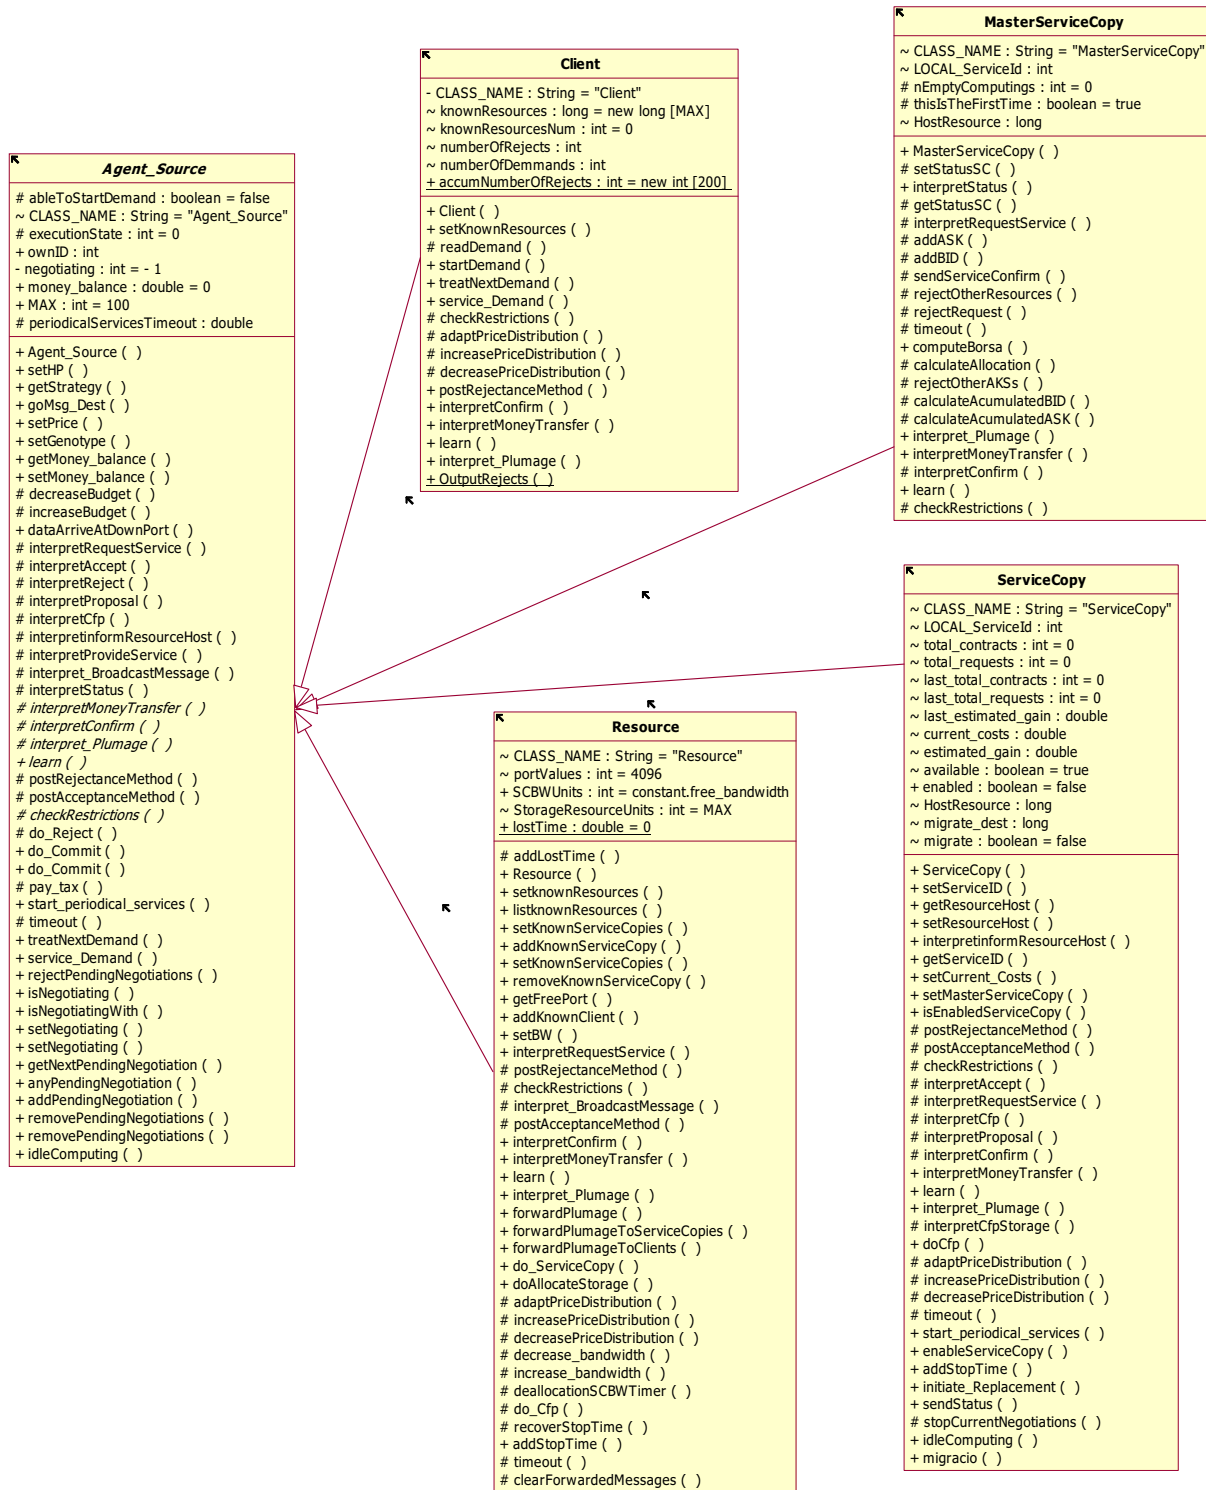 Agent_Source
# ableToStartDemand : boolean = false
~ CLASS_NAME : String = "Agent_Source"
# executionState : int = 0
+ ownID : int
- negotiating : int = - 1
+ money_balance : double = 0
+ MAX : int = 100
# periodicalServicesTimeout : double
+ Agent_Source ( )
+ setHP ( )
+ getStrategy ( )
+ goMsg_Dest ( )
+ setPrice ( )
+ setGenotype ( )
+ getMoney_balance ( )
+ setMoney_balance ( )
# decreaseBudget ( )
# increaseBudget ( )
+ dataArriveAtDownPort ( )
# interpretRequestService ( )
# interpretAccept ( )
# interpretReject ( )
# interpretProposal ( )
# interpretCfp ( )
# interpretinformResourceHost ( )
# interpretProvideService ( )
# interpret_BroadcastMessage ( )
# interpretStatus ( )
# interpretMoneyTransfer ( )
# interpretConfirm ( )
# interpret_Plumage ( )
+ learn ( )
# postRejectanceMethod ( )
# postAcceptanceMethod ( )
# checkRestrictions ( )
# do_Reject ( )
+ do_Commit ( )
+ do_Commit ( )
# pay_tax ( )
+ start_periodical_services ( )
# timeout ( )
+ treatNextDemand ( )
+ service_Demand ( )
+ rejectPendingNegotiations ( )
+ isNegotiating ( )
+ isNegotiatingWith ( )
+ setNegotiating ( )
+ setNegotiating ( )
+ getNextPendingNegotiation ( )
+ anyPendingNegotiation ( )
+ addPendingNegotiation ( )
+ removePendingNegotiations ( )
+ removePendingNegotiations ( )
+ idleComputing ( )
Client
- CLASS_NAME : String = "Client"
~ knownResources : long = new long [MAX]
~ knownResourcesNum : int = 0
~ numberOfRejects : int
~ numberOfDemmands : int
+ accumNumberOfRejects : int = new int [200]
+ Client ( )
+ setKnownResources ( )
# readDemand ( )
+ startDemand ( )
+ treatNextDemand ( )
+ service_Demand ( )
# checkRestrictions ( )
# adaptPriceDistribution ( )
# increasePriceDistribution ( )
# decreasePriceDistribution ( )
+ postRejectanceMethod ( )
+ interpretConfirm ( )
+ interpretMoneyTransfer ( )
+ learn ( )
+ interpret_Plumage ( )
+ OutputRejects ( )
MasterServiceCopy
~ CLASS_NAME : String = "MasterServiceCopy"
~ LOCAL_ServiceId : int
# nEmptyComputings : int = 0
# thisIsTheFirstTime : boolean = true
~ HostResource : long
+ MasterServiceCopy ( )
# setStatusSC ( )
+ interpretStatus ( )
# getStatusSC ( )
# interpretRequestService ( )
# addASK ( )
# addBID ( )
# sendServiceConfirm ( )
# rejectOtherResources ( )
# rejectRequest ( )
# timeout ( )
+ computeBorsa ( )
# calculateAllocation ( )
# rejectOtherAKSs ( )
# calculateAcumulatedBID ( )
# calculateAcumulatedASK ( )
+ interpret_Plumage ( )
+ interpretMoneyTransfer ( )
# interpretConfirm ( )
+ learn ( )
# checkRestrictions ( )
Resource
~ CLASS_NAME : String = "Resource"
~ portValues : int = 4096
+ SCBWUnits : int = constant.free_bandwidth
~ StorageResourceUnits : int = MAX
+ lostTime : double = 0
# addLostTime ( )
+ Resource ( )
+ setknownResources ( )
+ listknownResources ( )
+ setKnownServiceCopies ( )
+ addKnownServiceCopy ( )
+ setKnownServiceCopies ( )
+ removeKnownServiceCopy ( )
+ getFreePort ( )
+ addKnownClient ( )
+ setBW ( )
+ interpretRequestService ( )
# postRejectanceMethod ( )
# checkRestrictions ( )
# interpret_BroadcastMessage ( )
# postAcceptanceMethod ( )
+ interpretConfirm ( )
+ interpretMoneyTransfer ( )
+ learn ( )
+ interpret_Plumage ( )
+ forwardPlumage ( )
+ forwardPlumageToServiceCopies ( )
+ forwardPlumageToClients ( )
+ do_ServiceCopy ( )
+ doAllocateStorage ( )
# adaptPriceDistribution ( )
# increasePriceDistribution ( )
# decreasePriceDistribution ( )
# decrease_bandwidth ( )
# increase_bandwidth ( )
# deallocationSCBWTimer ( )
# do_Cfp ( )
# recoverStopTime ( )
+ addStopTime ( )
# timeout ( )
# clearForwardedMessages ( )
ServiceCopy
~ CLASS_NAME : String = "ServiceCopy"
~ LOCAL_ServiceId : int
~ total_contracts : int = 0
~ total_requests : int = 0
~ last_total_contracts : int = 0
~ last_total_requests : int = 0
~ last_estimated_gain : double
~ current_costs : double
~ estimated_gain : double
~ available : boolean = true
+ enabled : boolean = false
~ HostResource : long
~ migrate_dest : long
~ migrate : boolean = false
+ ServiceCopy ( )
+ setServiceID ( )
+ getResourceHost ( )
+ setResourceHost ( )
+ interpretinformResourceHost ( )
+ getServiceID ( )
+ setCurrent_Costs ( )
+ setMasterServiceCopy ( )
+ isEnabledServiceCopy ( )
# postRejectanceMethod ( )
# postAcceptanceMethod ( )
# checkRestrictions ( )
# interpretAccept ( )
# interpretRequestService ( )
# interpretCfp ( )
# interpretProposal ( )
# interpretConfirm ( )
+ interpretMoneyTransfer ( )
+ learn ( )
+ interpret_Plumage ( )
# interpretCfpStorage ( )
+ doCfp ( )
# adaptPriceDistribution ( )
# increasePriceDistribution ( )
# decreasePriceDistribution ( )
# timeout ( )
+ start_periodical_services ( )
+ enableServiceCopy ( )
+ addStopTime ( )
+ initiate_Replacement ( )
+ sendStatus ( )
# stopCurrentNegotiations ( )
+ idleComputing ( )
+ migracio ( )